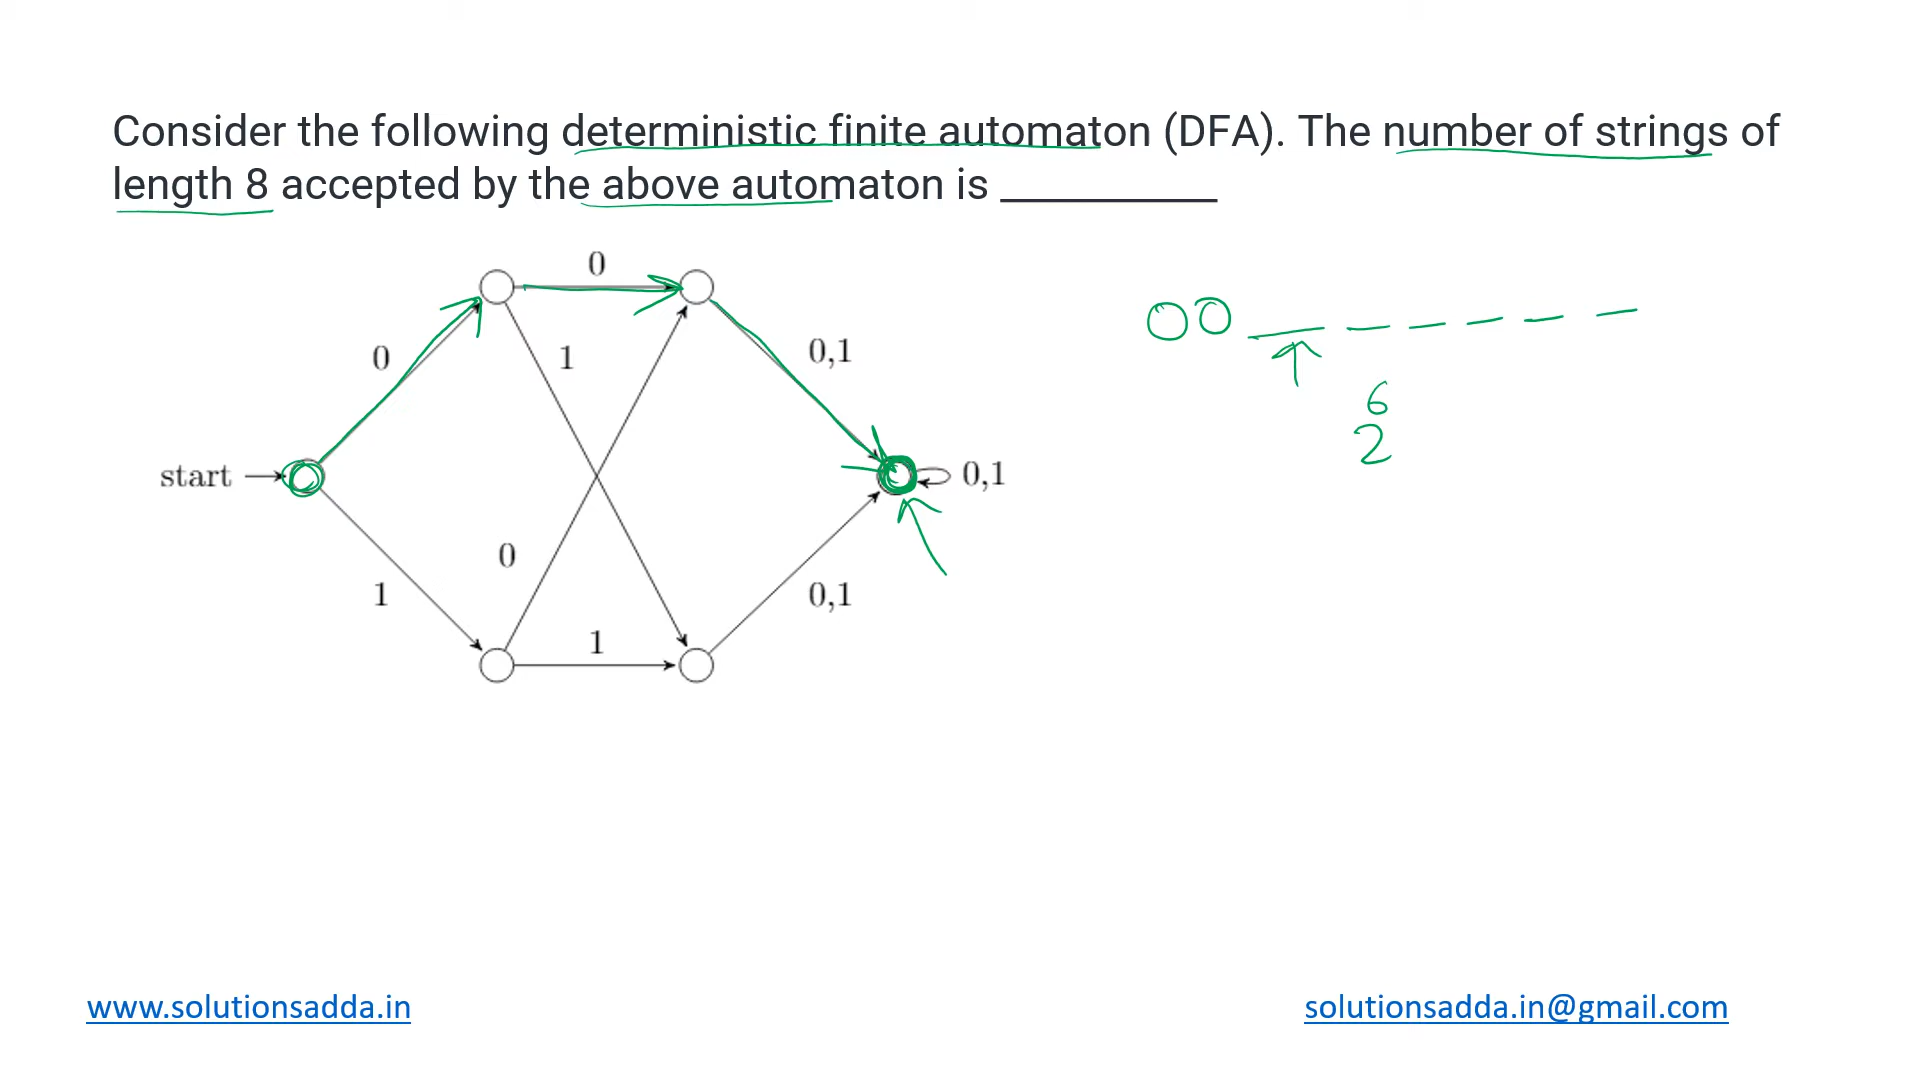 Consider the following deterministic finite automaton (DFA). The number of strings of
length 8 accepted by the above automaton is __________
0
0 1 0,1
00 _ _ _ _ _ _ _
6
2
start 0,1
0
1 0,1
1
www.solutionsadda.in solutionsadda.in@gmail.com